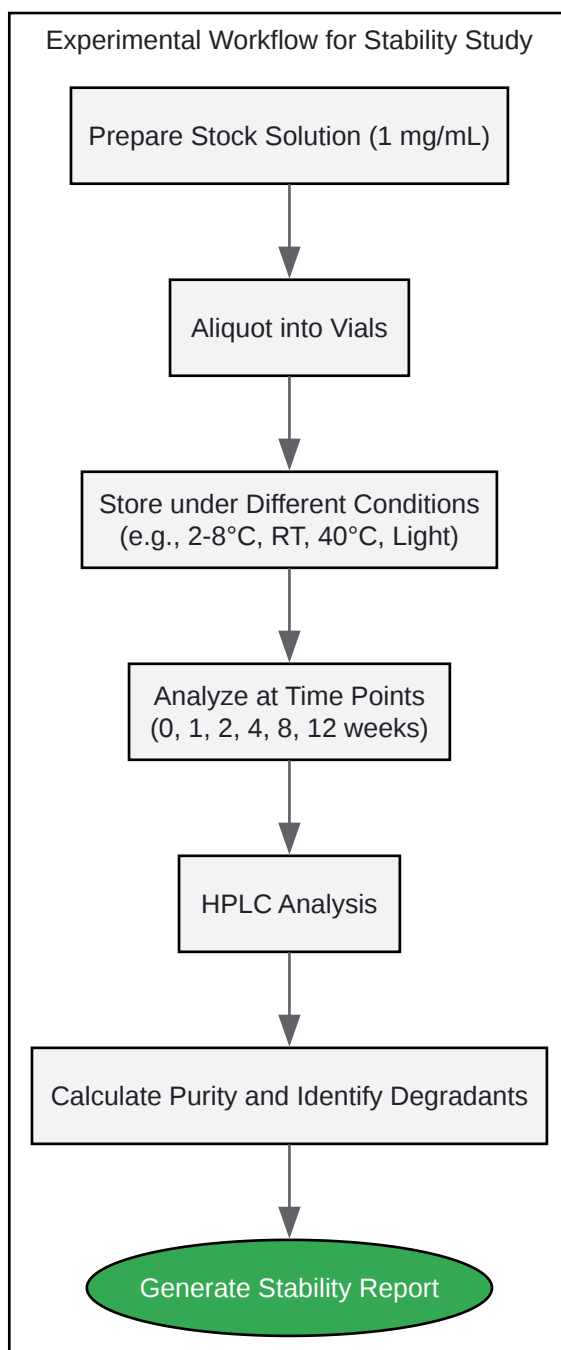 Experimental Workflow for Stability Study
Prepare Stock Solution (1 mg/mL)
Aliquot into Vials
Store under Different Conditions
(e.g., 2-8°C, RT, 40°C, Light)
Analyze at Time Points
(0, 1, 2, 4, 8, 12 weeks)
HPLC Analysis
Calculate Purity and Identify Degradants
Generate Stability Report